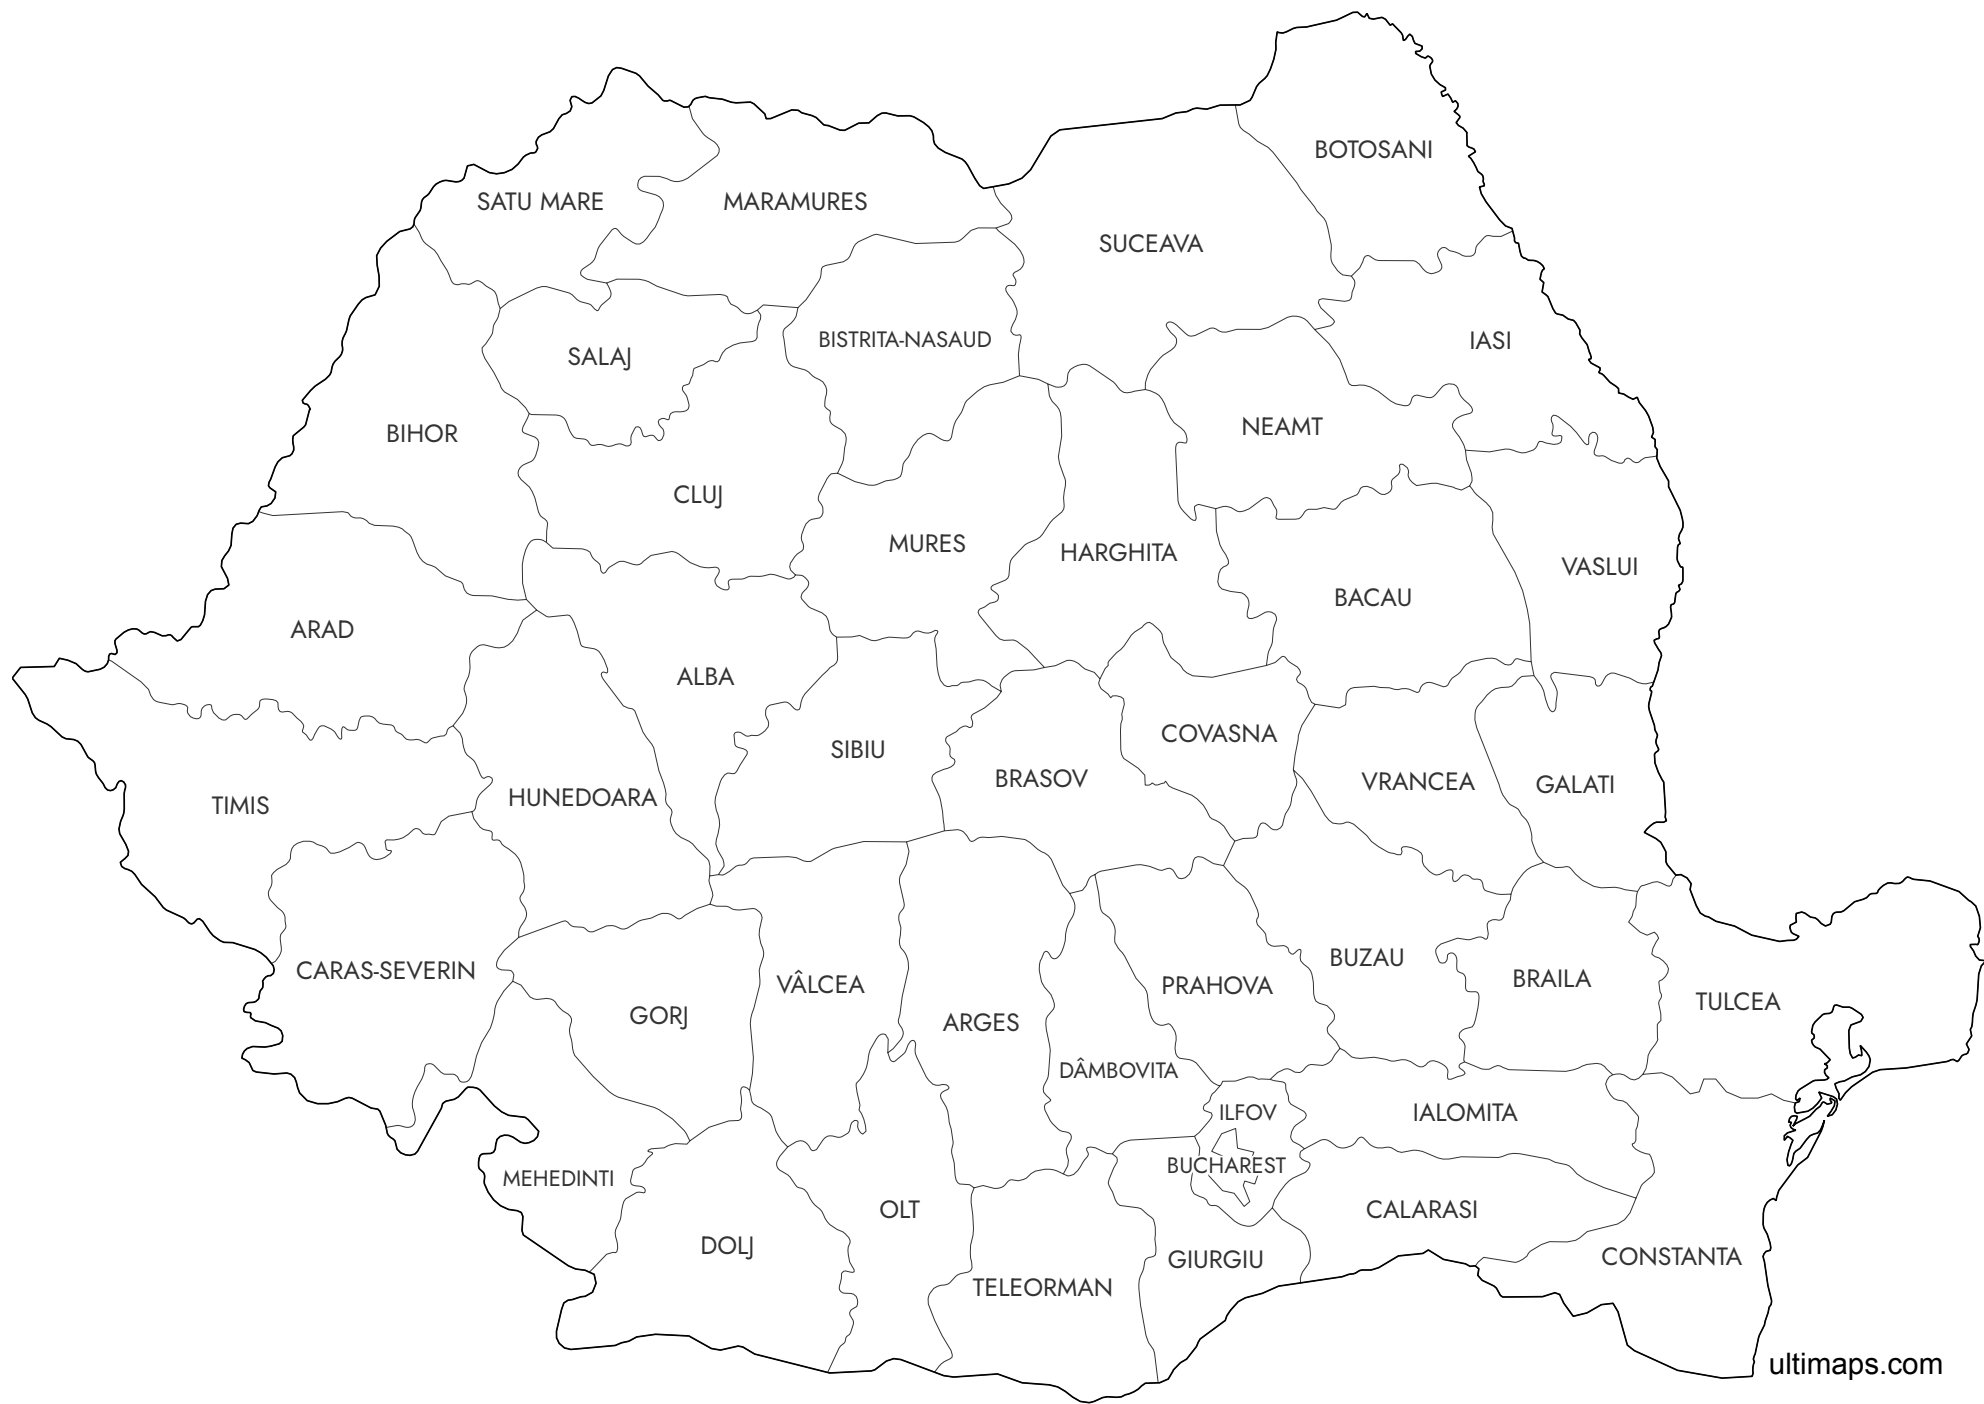 BOTOSANI
SATU MARE
MARAMURES
SUCEAVA
BISTRITA-NASAUD
IASI
SALAJ
NEAMT
BIHOR
CLUJ
MURES
HARGHITA
VASLUI
BACAU
ARAD
ALBA
COVASNA
SIBIU
BRASOV
VRANCEA
GALATI
HUNEDOARA
TIMIS
BUZAU
CARAS-SEVERIN
BRAILA
VÂLCEA
PRAHOVA
TULCEA
GORJ
ARGES
DÂMBOVITA
ILFOV
IALOMITA
BUCHAREST
MEHEDINTI
OLT
CALARASI
DOLJ
CONSTANTA
GIURGIU
TELEORMAN
ultimaps.com